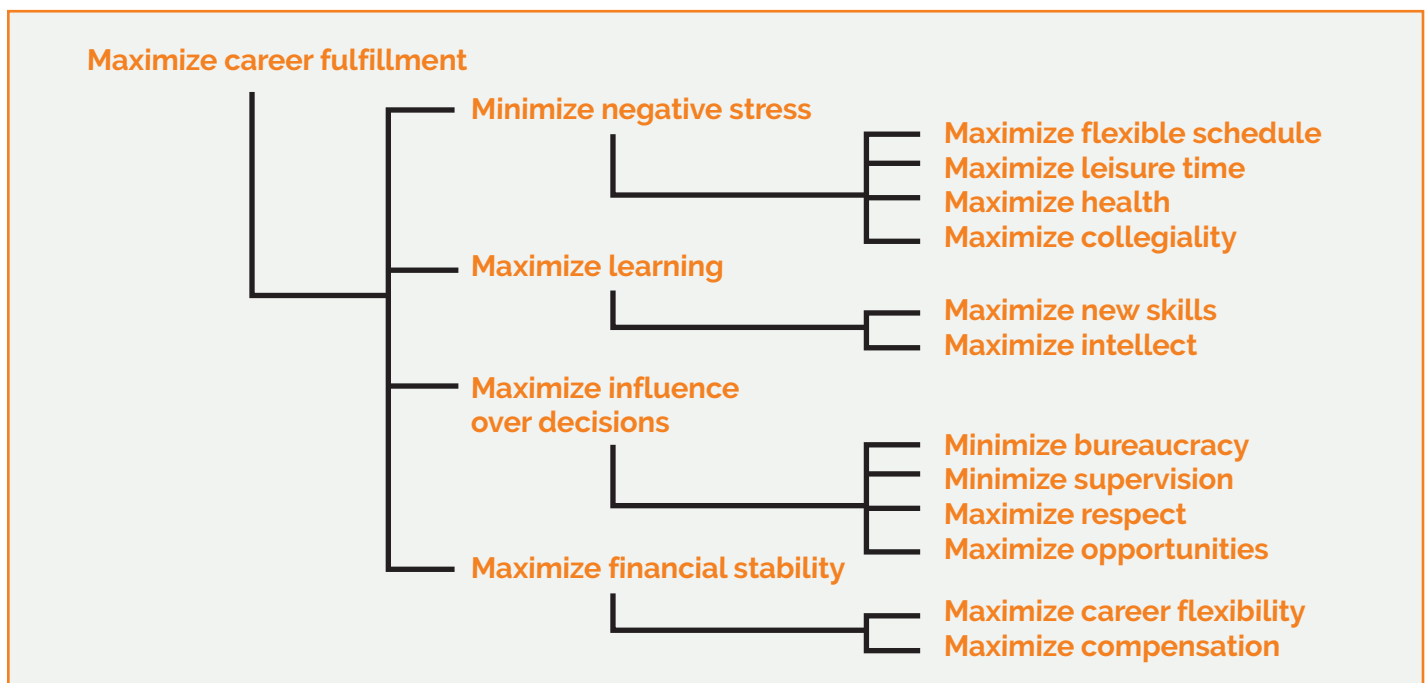 Maximize career fulfillment
Minimize negative stress
Maximize flexible schedule
Maximize leisure time
Maximize health
Maximize collegiality
Maximize learning
Maximize new skills
Maximize intellect
Maximize influence
over decisions
Minimize bureaucracy
Minimize supervision
Maximize respect
Maximize opportunities
Maximize financial stability
Maximize career flexibility
Maximize compensation